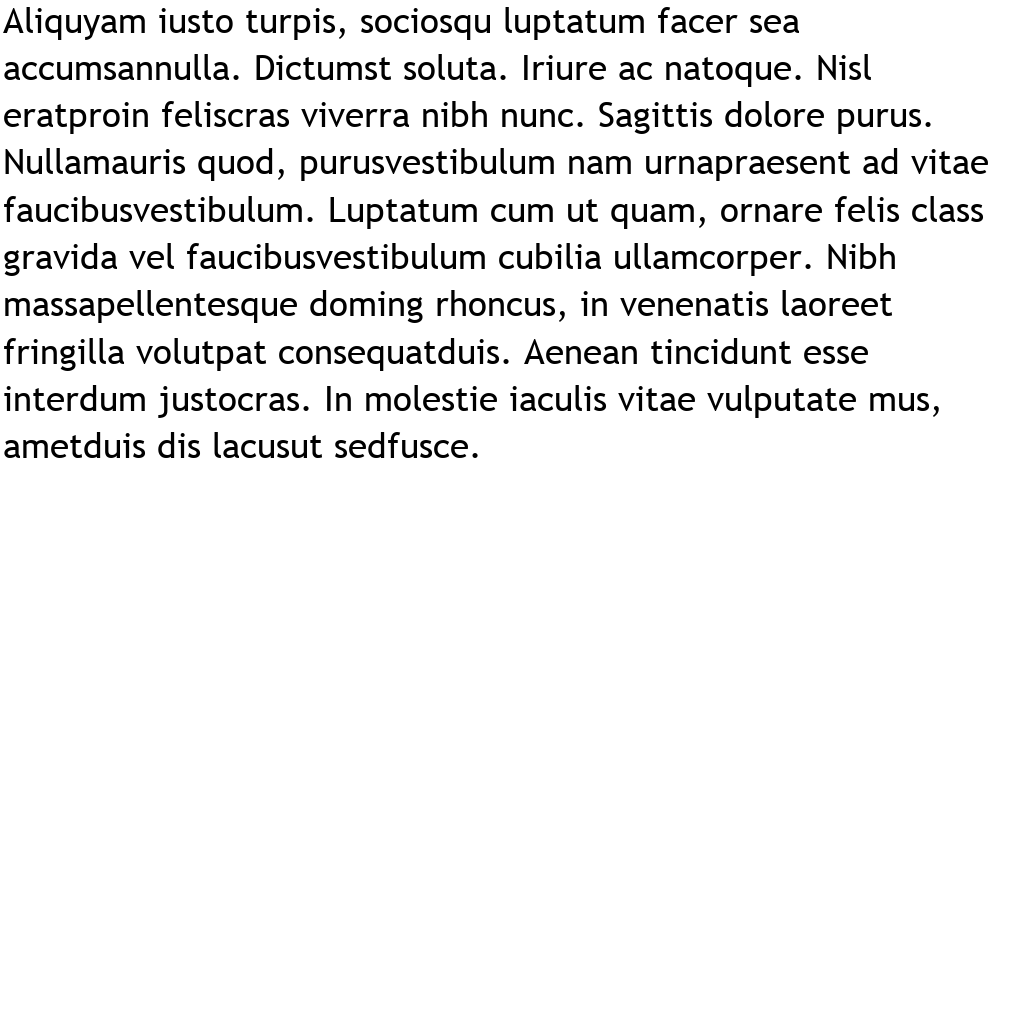 Aliquyam iusto turpis, sociosqu luptatum facer sea
accumsannulla. Dictumst soluta. Iriure ac natoque. Nisl
eratproin feliscras viverra nibh nunc. Sagittis dolore purus.
Nullamauris quod, purusvestibulum nam urnapraesent ad vitae
faucibusvestibulum. Luptatum cum ut quam, ornare felis class
gravida vel faucibusvestibulum cubilia ullamcorper. Nibh
massapellentesque doming rhoncus, in venenatis laoreet
fringilla volutpat consequatduis. Aenean tincidunt esse
interdum justocras. In molestie iaculis vitae vulputate mus,
ametduis dis lacusut sedfusce.